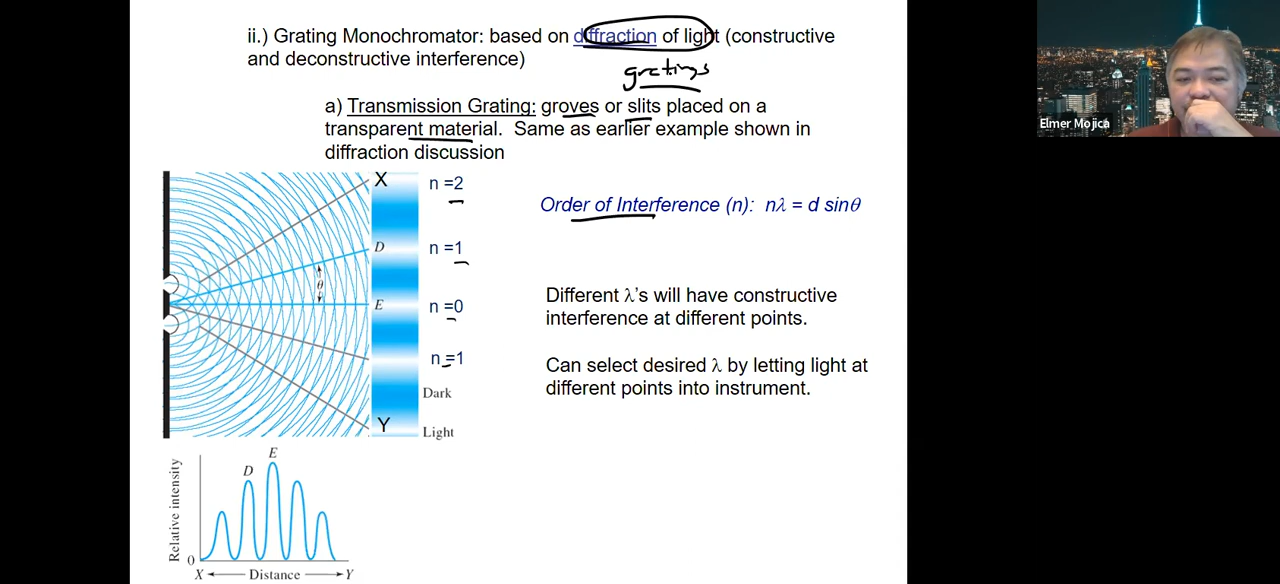 ii.) Grating Monochromator: based on diffraction of light (constructive
and deconstructive interference)
gratings
a) Transmission Grating: groves or slits placed on a
transparent material. Same as earlier example shown in
diffraction discussion
X
n =2
D
n =1
θ
E
n =0
n =1
Dark
Y
Light
Order of Interference (n): nλ = d sinθ
Different λ's will have constructive
interference at different points.
Can select desired λ by letting light at
different points into instrument.
E
D
Relative intensity
0
X Distance Y
Elmer Mojica